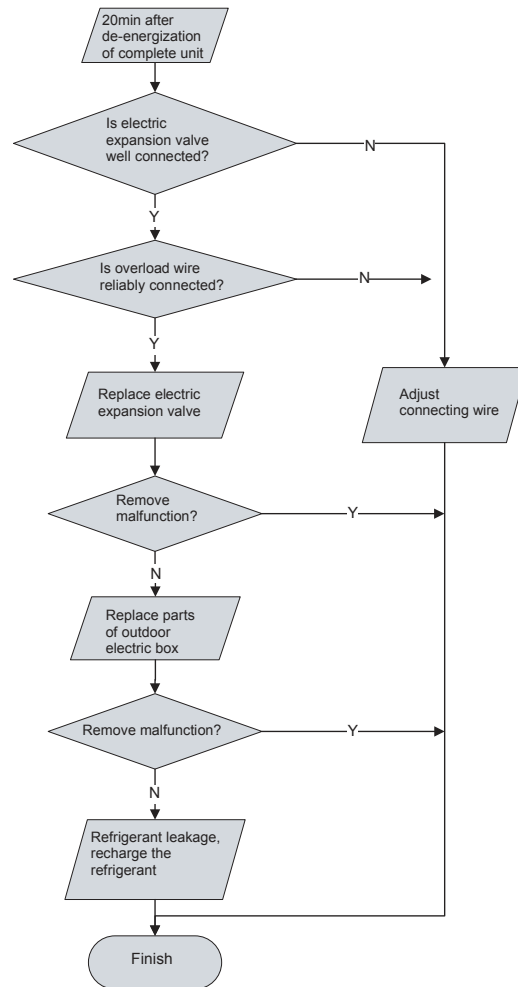 20min after
de-energization
of complete unit
Is electric
expansion valve
well connected?
N
Y
Is overload wire
reliably connected?
N
Y
Replace electric
expansion valve
Adjust
connecting wire
Remove
malfunction?
Y
N
Replace parts
of outdoor
electric box
Remove malfunction?
Y
N
Refrigerant leakage,
recharge the
refrigerant
Finish